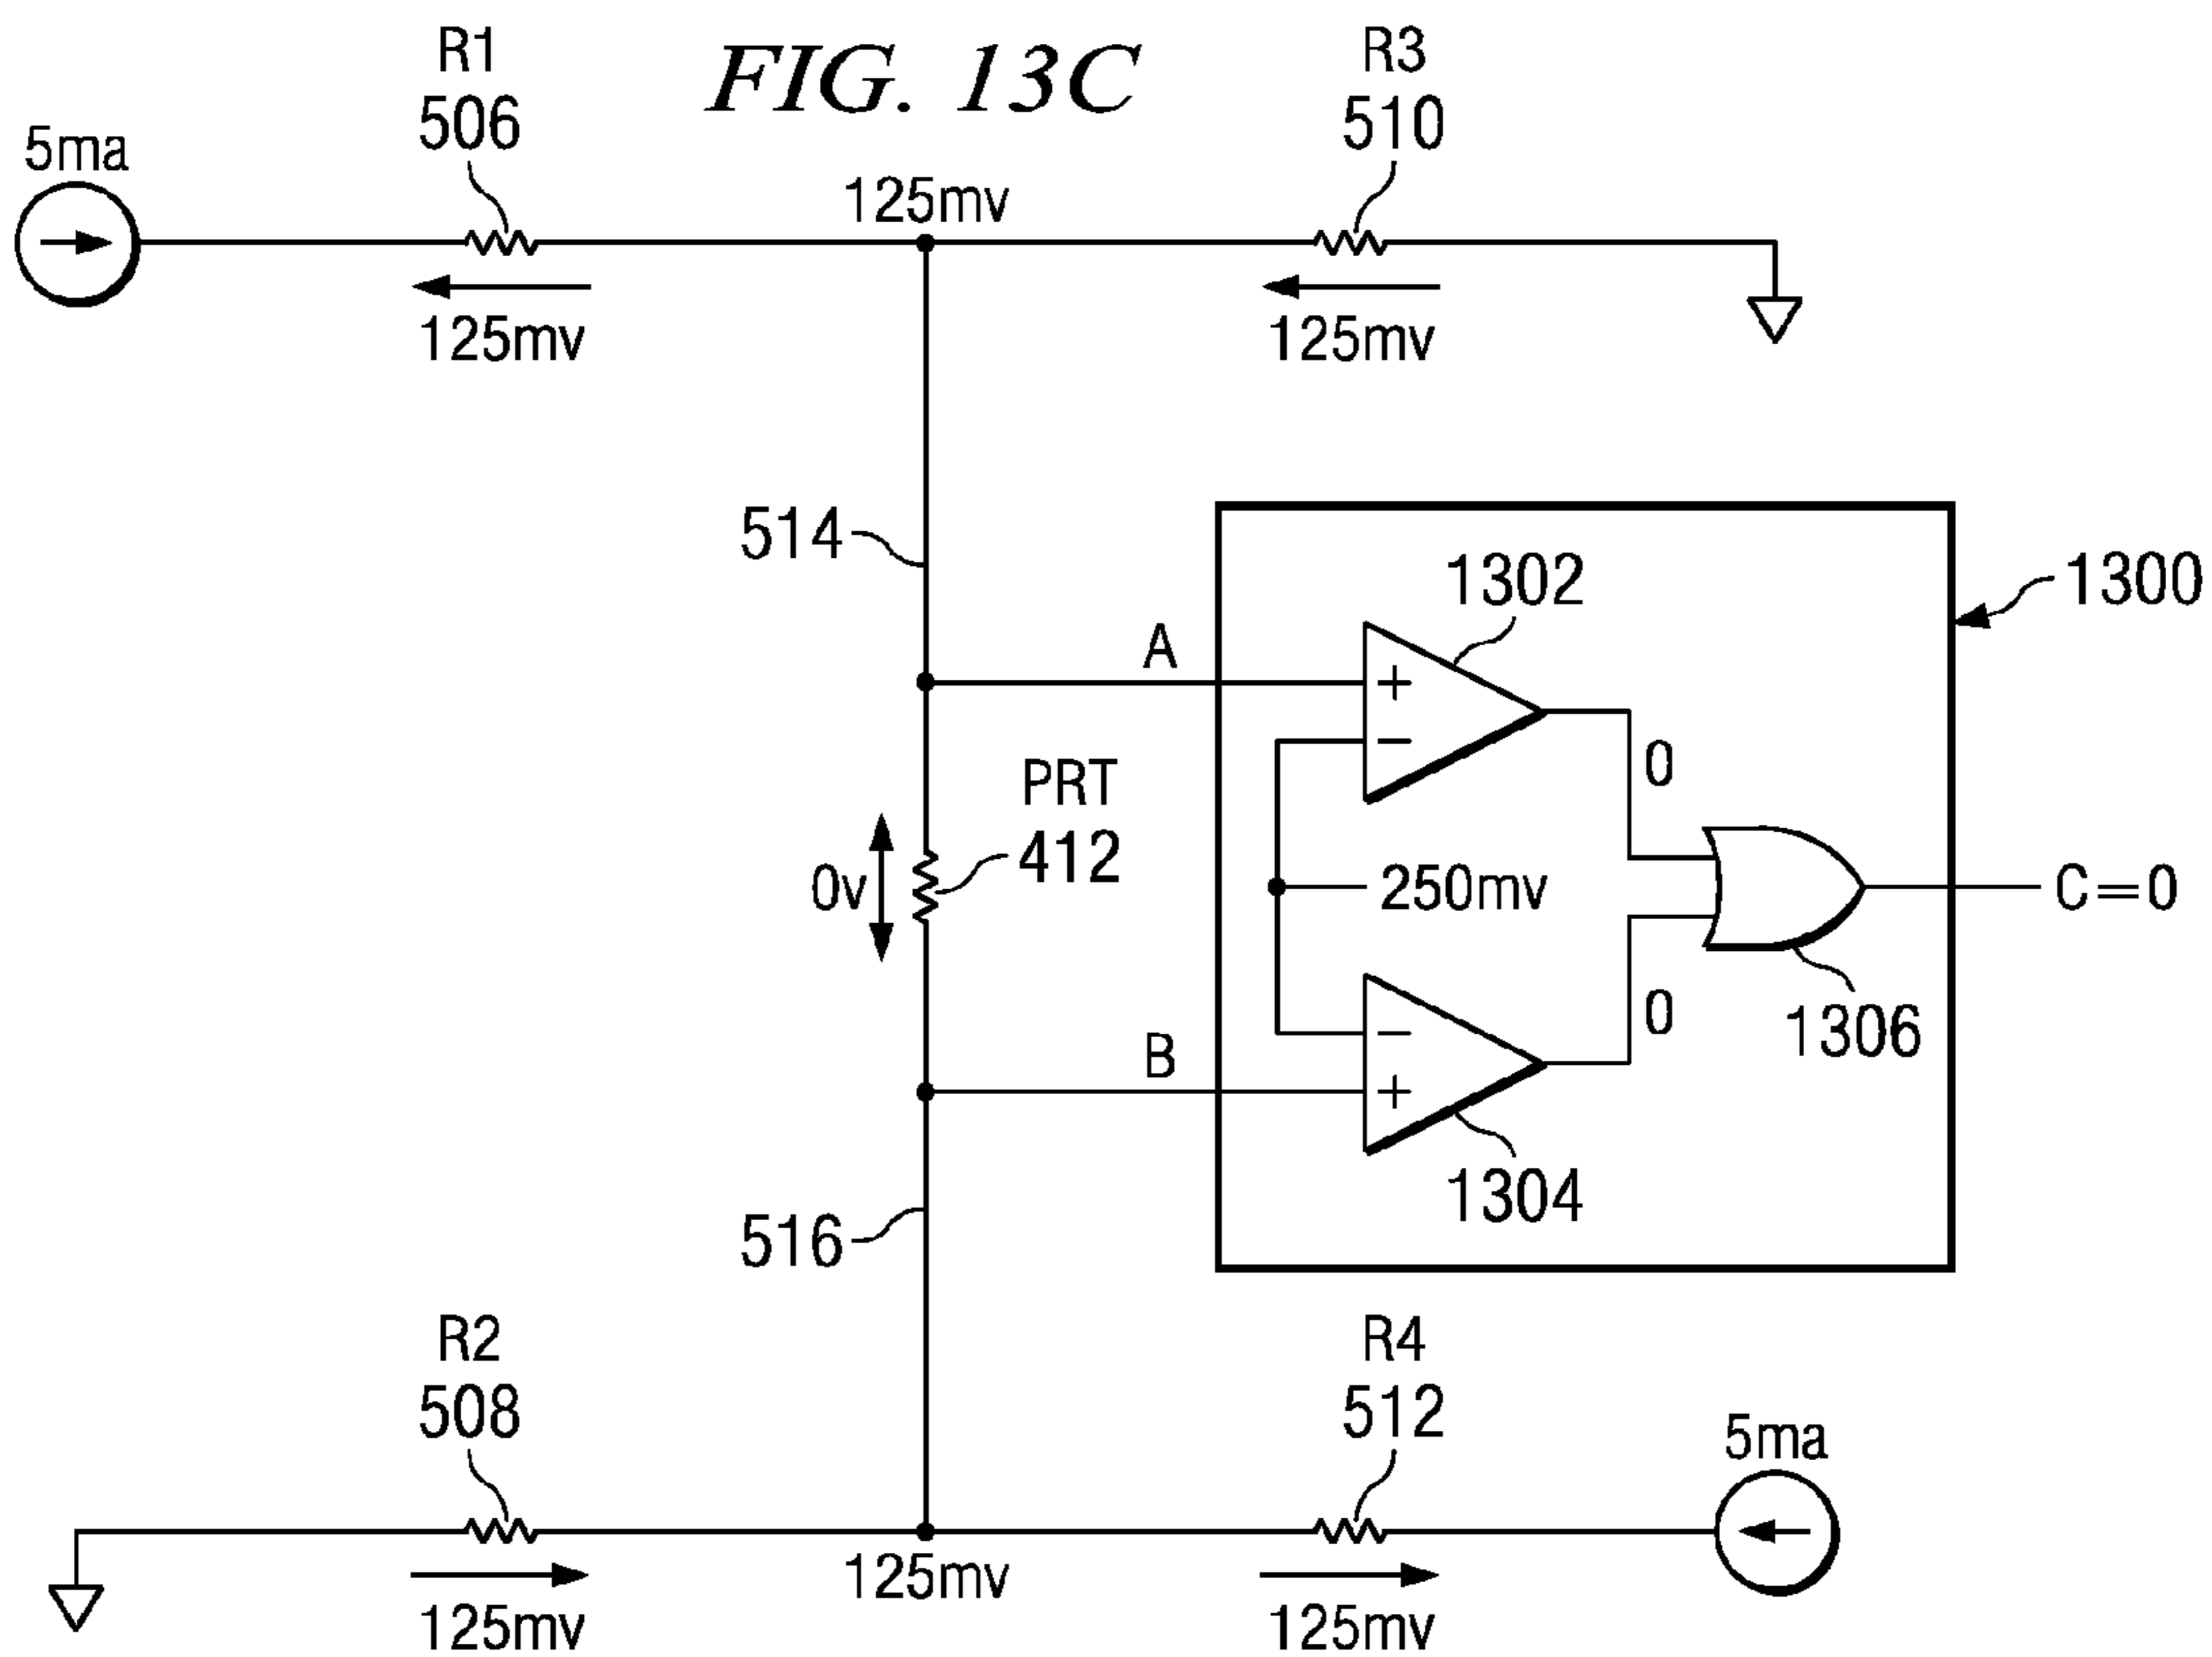 FIG. 13C
R1
506
R3
510
5ma
125mv
125mv
125mv
514
1302
1300
A
+
−
0
PRT
412
0v
250mv
C=0
1306
0
B
−
+
1304
516
R2
508
R4
512
5ma
125mv
125mv
125mv